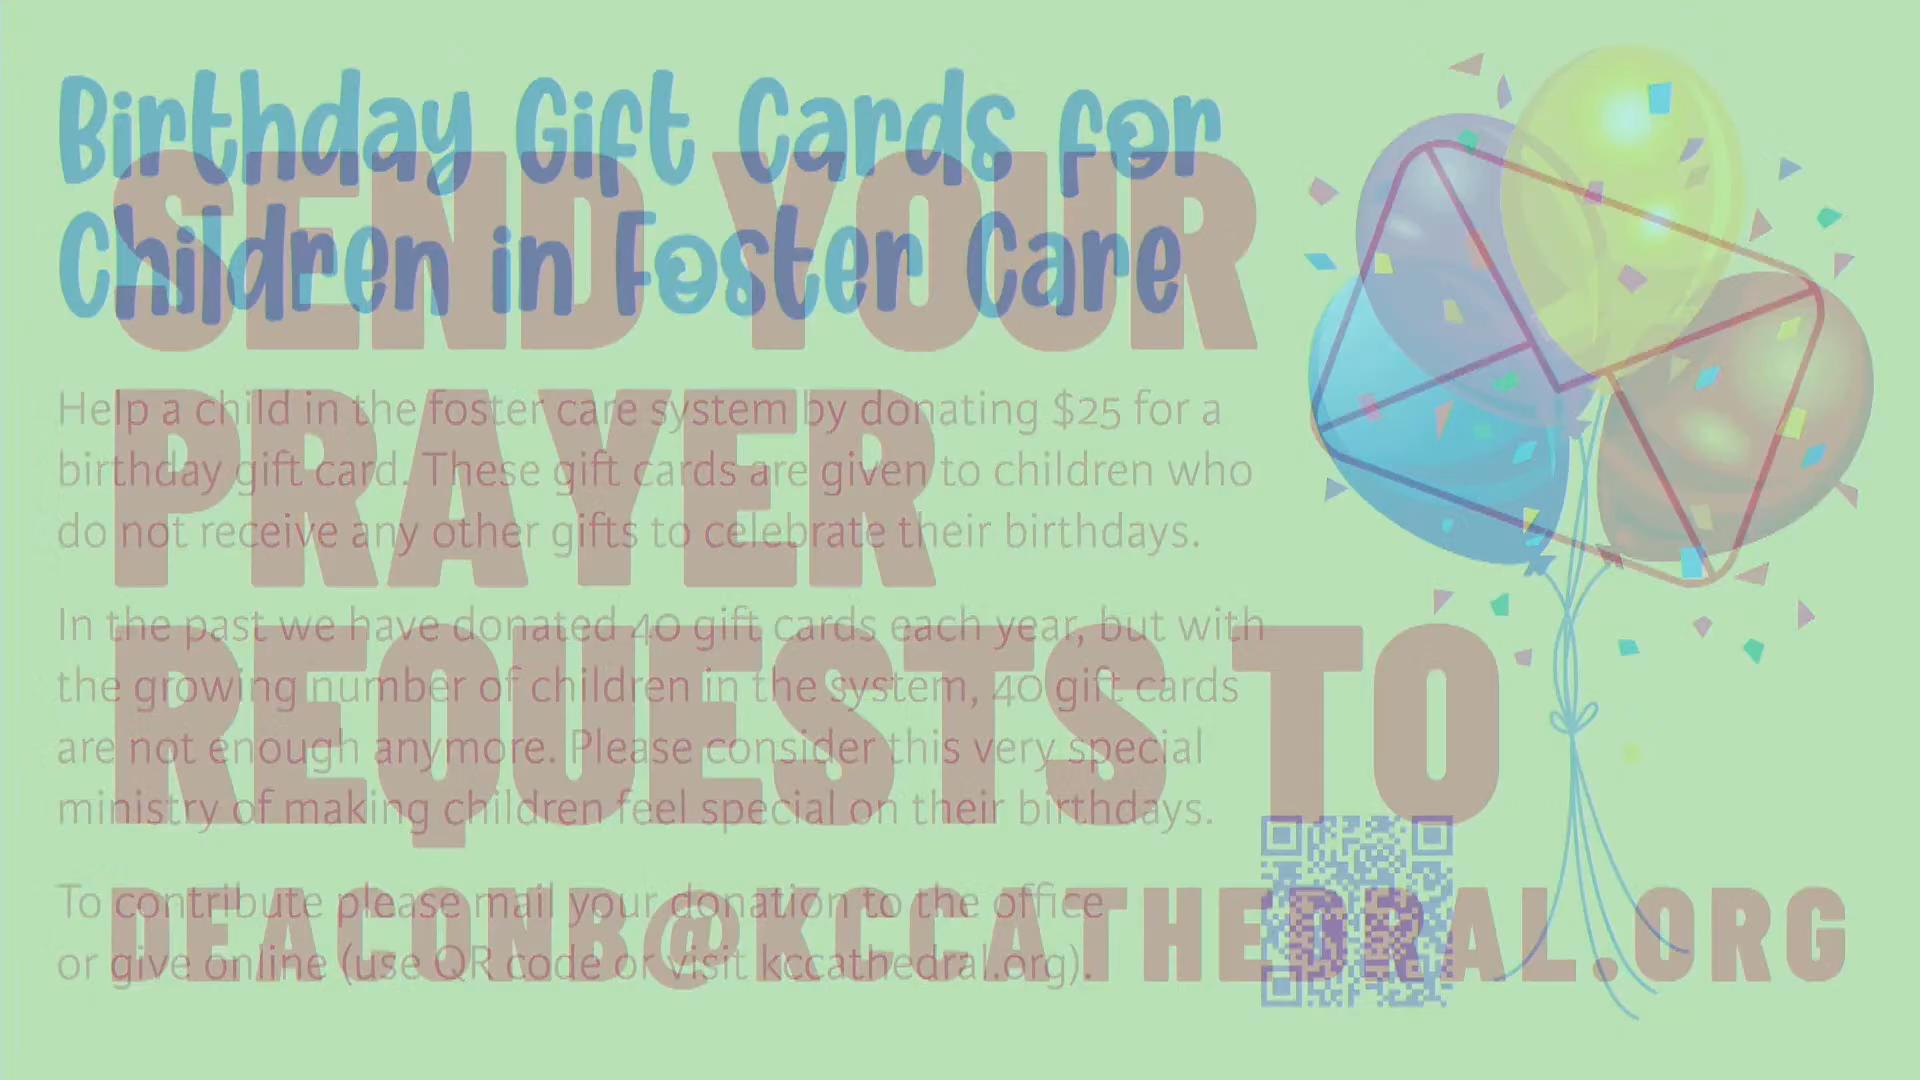 Birthday Gift Cards for
Children in Foster Care
Help a child in the foster care system by donating $25 for a
birthday gift card. These gift cards are given to children who
do not receive any other gifts to celebrate their birthdays.
In the past we have donated 40 gift cards each year, but with
the growing number of children in the system, 40 gift cards
are not enough anymore. Please consider this very special
ministry of making children feel special on their birthdays.
To contribute please mail your donation to the office
or give online (use QR code or visit kccathedral.org).
SEND YOUR
PRAYER
REQUESTS TO
DEACONB@KCCATHEDRAL.ORG